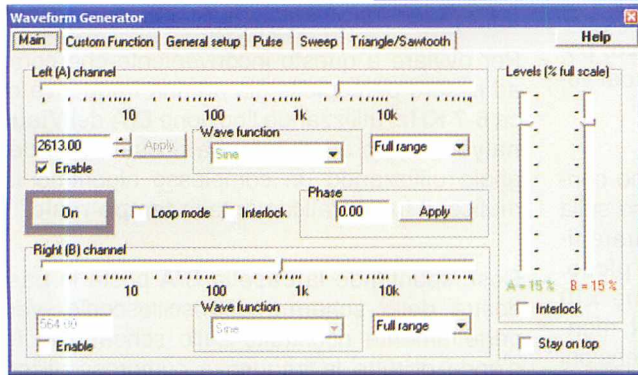 Waveform Generator
Main Custom Function General setup Pulse Sweep Triangle/Sawtooth Help
Left (A) channel
10 100 1k 10k
2613.00 Apply
Wave function
Sine
Full range
Enable
On
Loop mode Interlock
Phase
0.00 Apply
Right (B) channel
10 100 1k 10k
564.00
Wave function
Sine
Full range
Enable
Levels (% full scale)
A = 15 % B = 15 %
Interlock
Stay on top